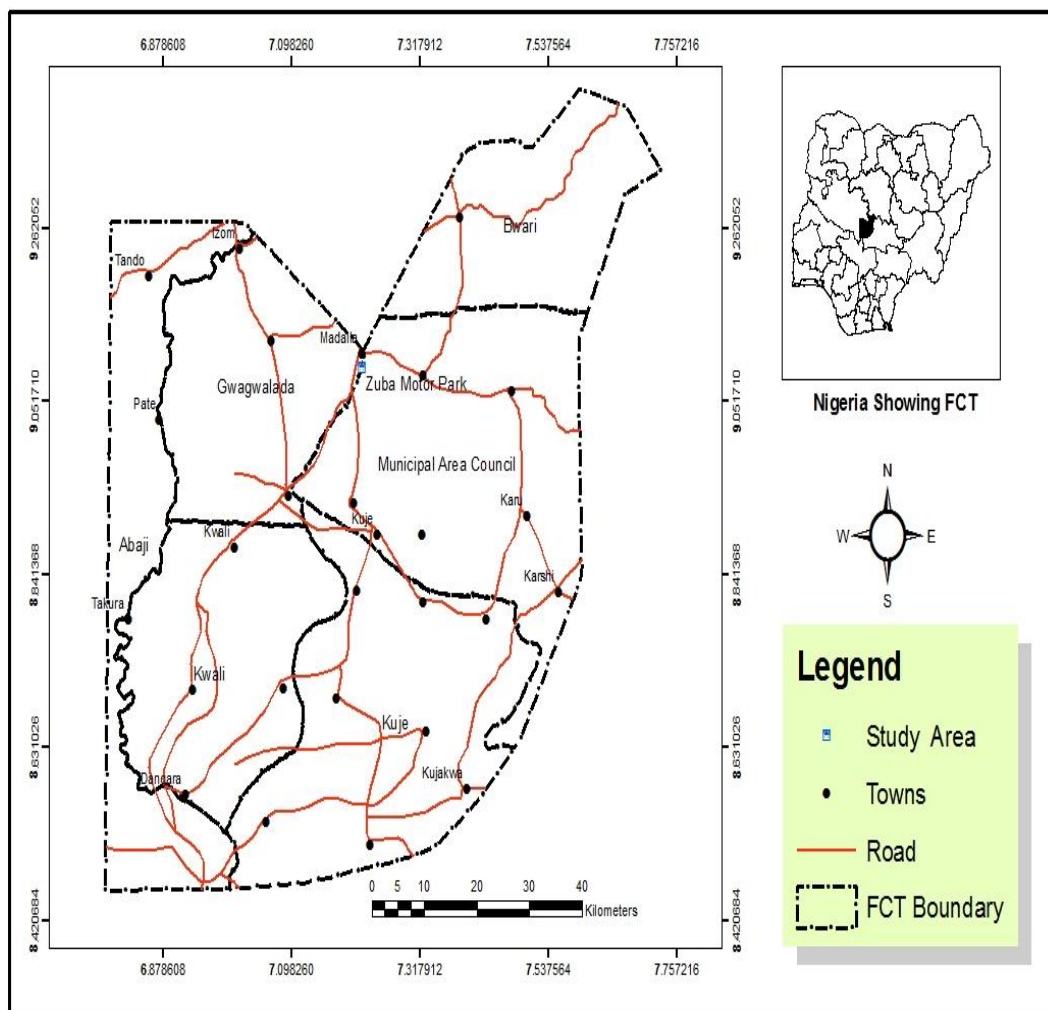 6.878608 7.098260 7.317912 7.537564 7.757216
9.262062 9.262062
Bwari
Izom
Tando
Madalla
Gwagwalada
Zuba Motor Park
9.051710 9.051710
Pate
Municipal Area Council
Karu
Kuje
Kwali
Abaji
8.841368 8.841368
Karshi
Takura
Kwali
Kuje
8.631026 8.631026
Kujakwa
Dangara
0 5 10 20 30 40
Kilometers
8.420684 8.420684
6.878608 7.098260 7.317912 7.537564 7.757216
Nigeria Showing FCT
N
W E
S
Legend
Study Area
Towns
Road
FCT Boundary